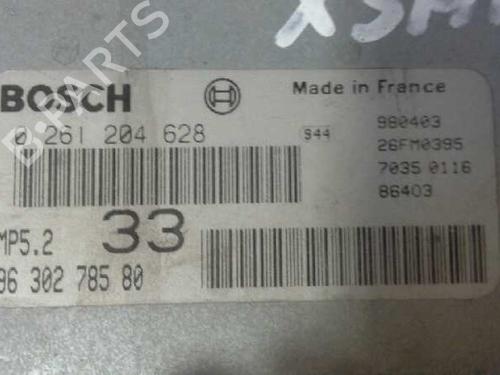 XSAR
BOSCH
Made in France
0 261 204 628
944
980403
26FM0395
7035 0116
86403
MP5.2
33
96 302 785 80
B-PARTS